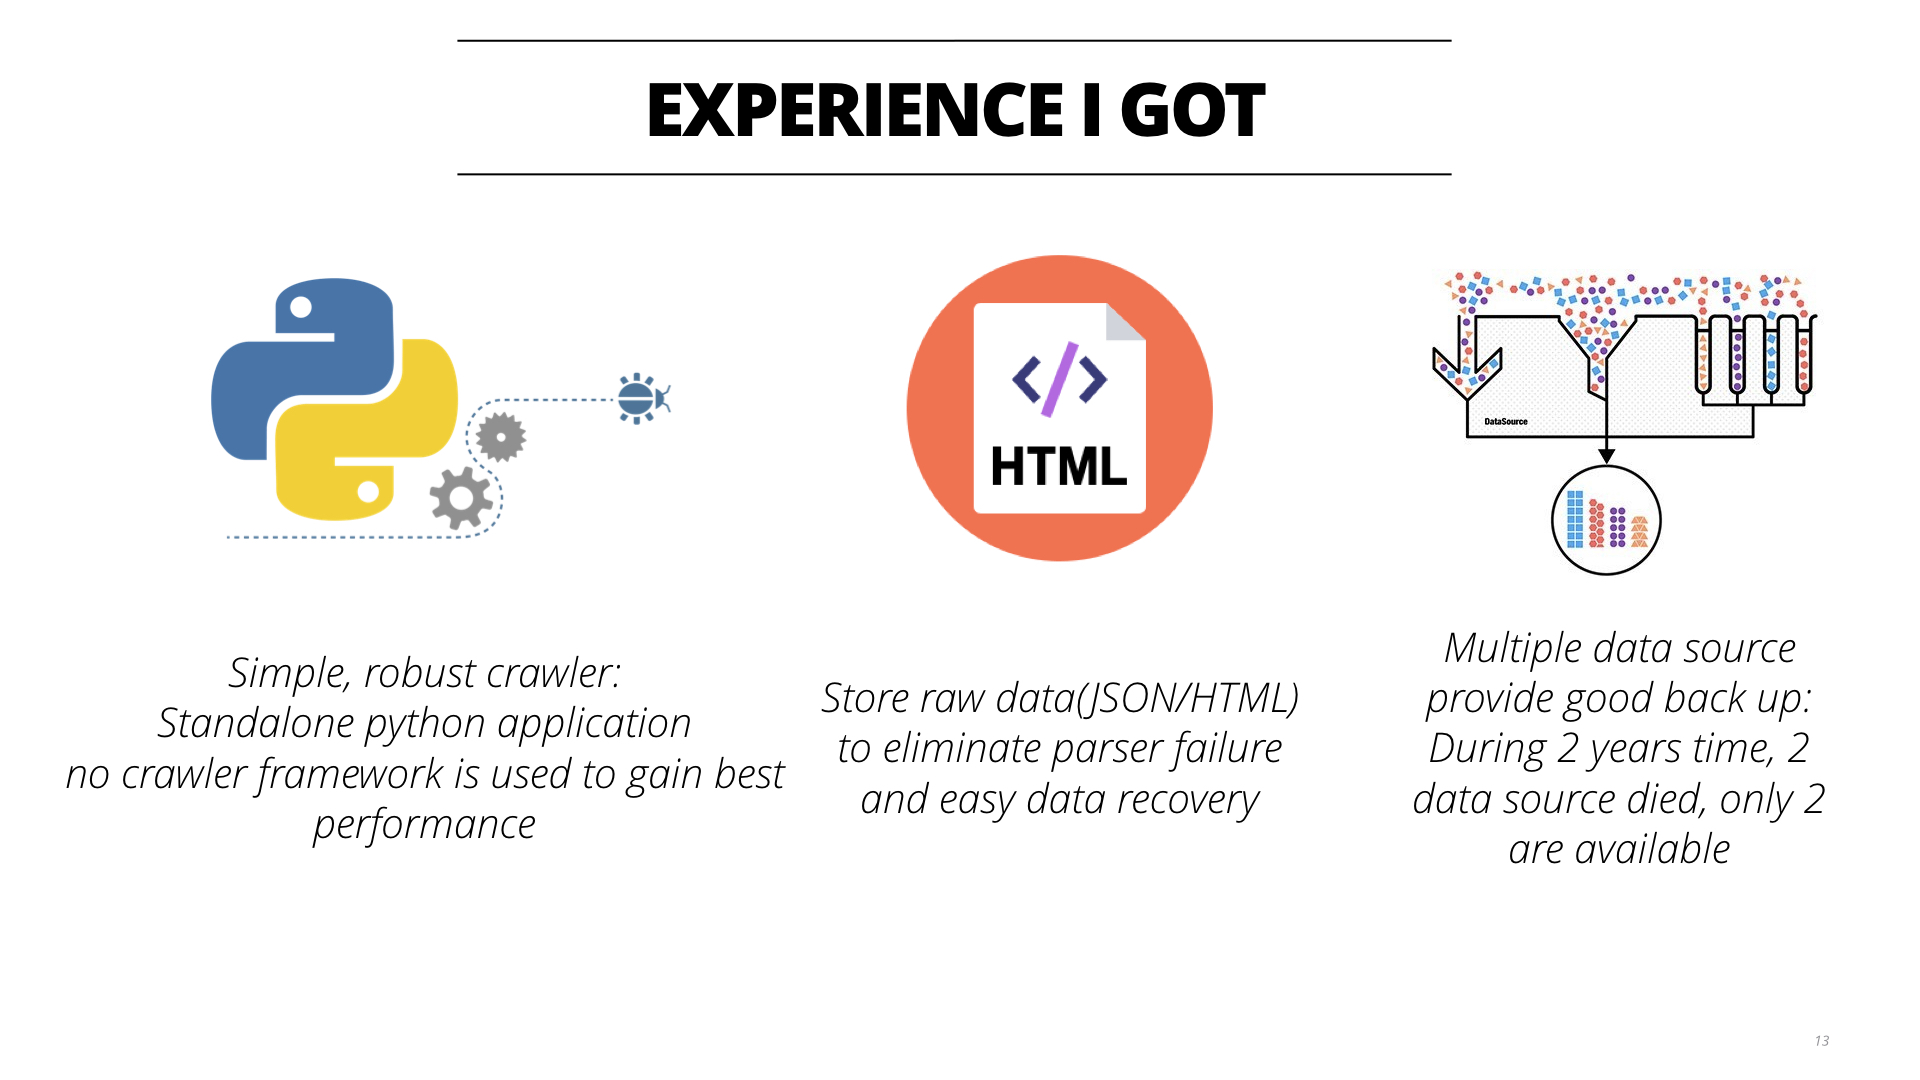 EXPERIENCE I GOT
HTML
DataSource
Simple, robust crawler:
Standalone python application
no crawler framework is used to gain best
performance
Store raw data(JSON/HTML)
to eliminate parser failure
and easy data recovery
Multiple data source
provide good back up:
During 2 years time, 2
data source died, only 2
are available
13